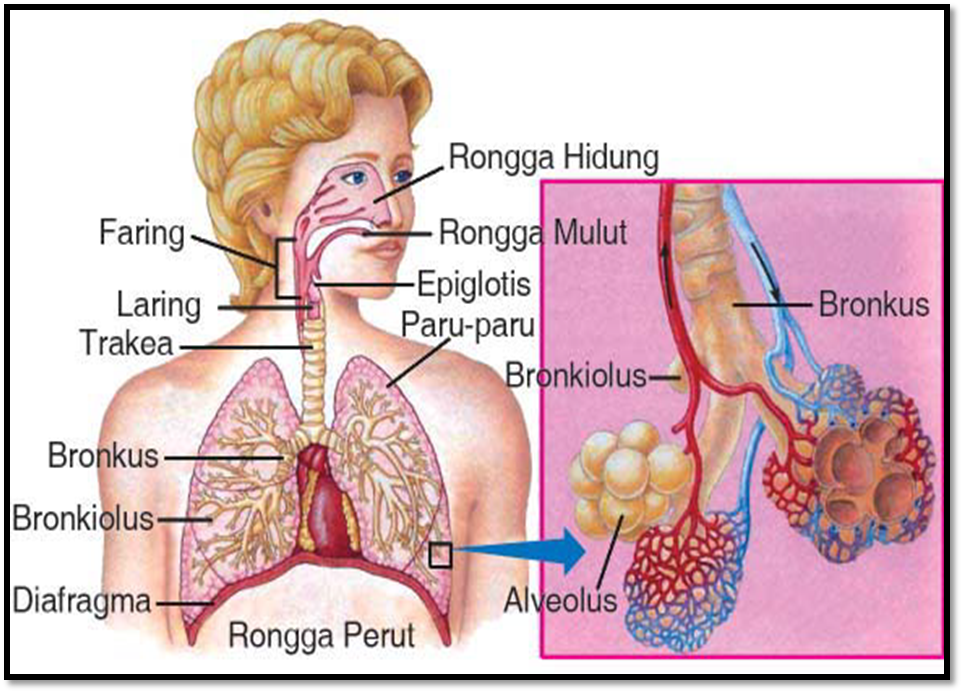 Rongga Hidung
Faring
Rongga Mulut
Epiglotis
Laring
Paru-paru
Trakea
Bronkus
Bronkiolus
Diafragma
Rongga Perut
Bronkus
Bronkiolus
Alveolus